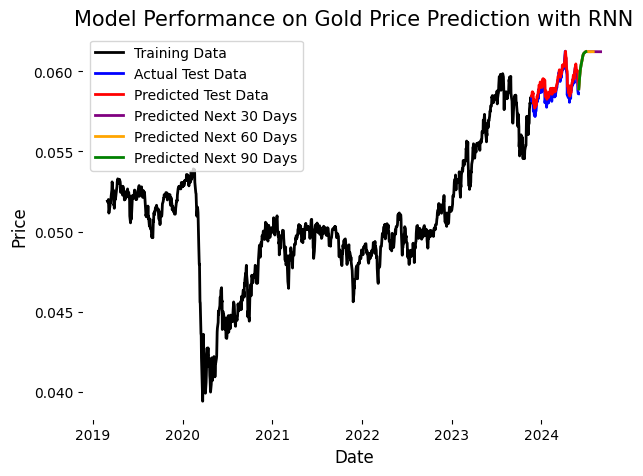 Model Performance on Gold Price Prediction with RNN
Training Data
Actual Test Data
Predicted Test Data
Predicted Next 30 Days
Predicted Next 60 Days
Predicted Next 90 Days
0.060
0.055
0.050
0.045
0.040
Price
2019 2020 2021 2022 2023 2024
Date